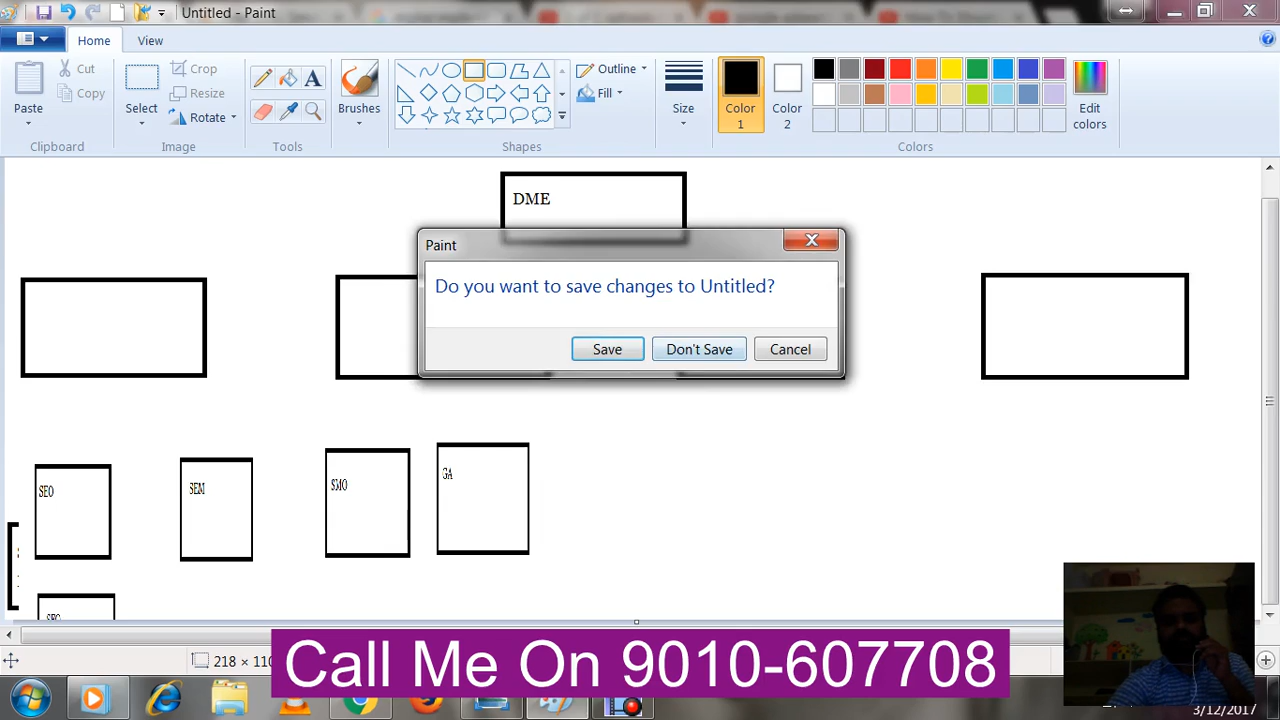 Untitled - Paint
Home
View
Paste
Cut
Copy
Clipboard
Select
Crop
Resize
Rotate
Image
Tools
Brushes
Shapes
Outline
Fill
Size
Color
1
Color
2
Edit
colors
Colors
DME
Paint
Do you want to save changes to Untitled?
Save
Don't Save
Cancel
SEO
SEM
SMO
GA
Call Me On 9010-607708
218 × 110
3/12/2017